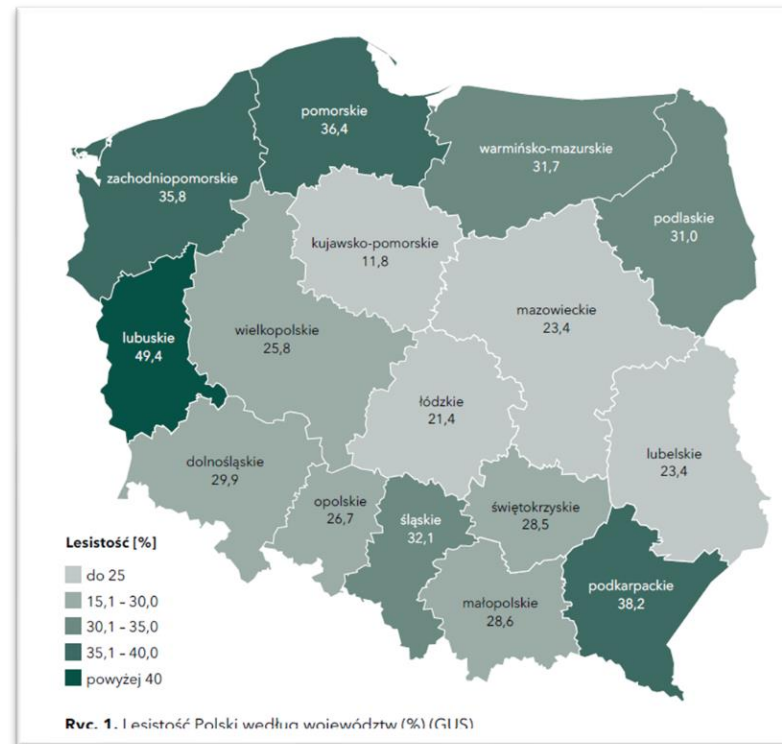 pomorskie
36,4
warmińsko-mazurskie
31,7
zachodniopomorskie
35,8
podlaskie
31,0
kujawsko-pomorskie
11,8
mazowieckie
23,4
lubuskie
49,4
wielkopolskie
25,8
łódzkie
21,4
lubelskie
23,4
dolnośląskie
29,9
opolskie
26,7
śląskie
32,1
świętokrzyskie
28,5
małopolskie
28,6
podkarpackie
38,2
Lesistość [%]
do 25
15,1 – 30,0
30,1 – 35,0
35,1 – 40,0
powyżej 40
Ryc. 1. Lesistość Polski według województw (%) (GUS)